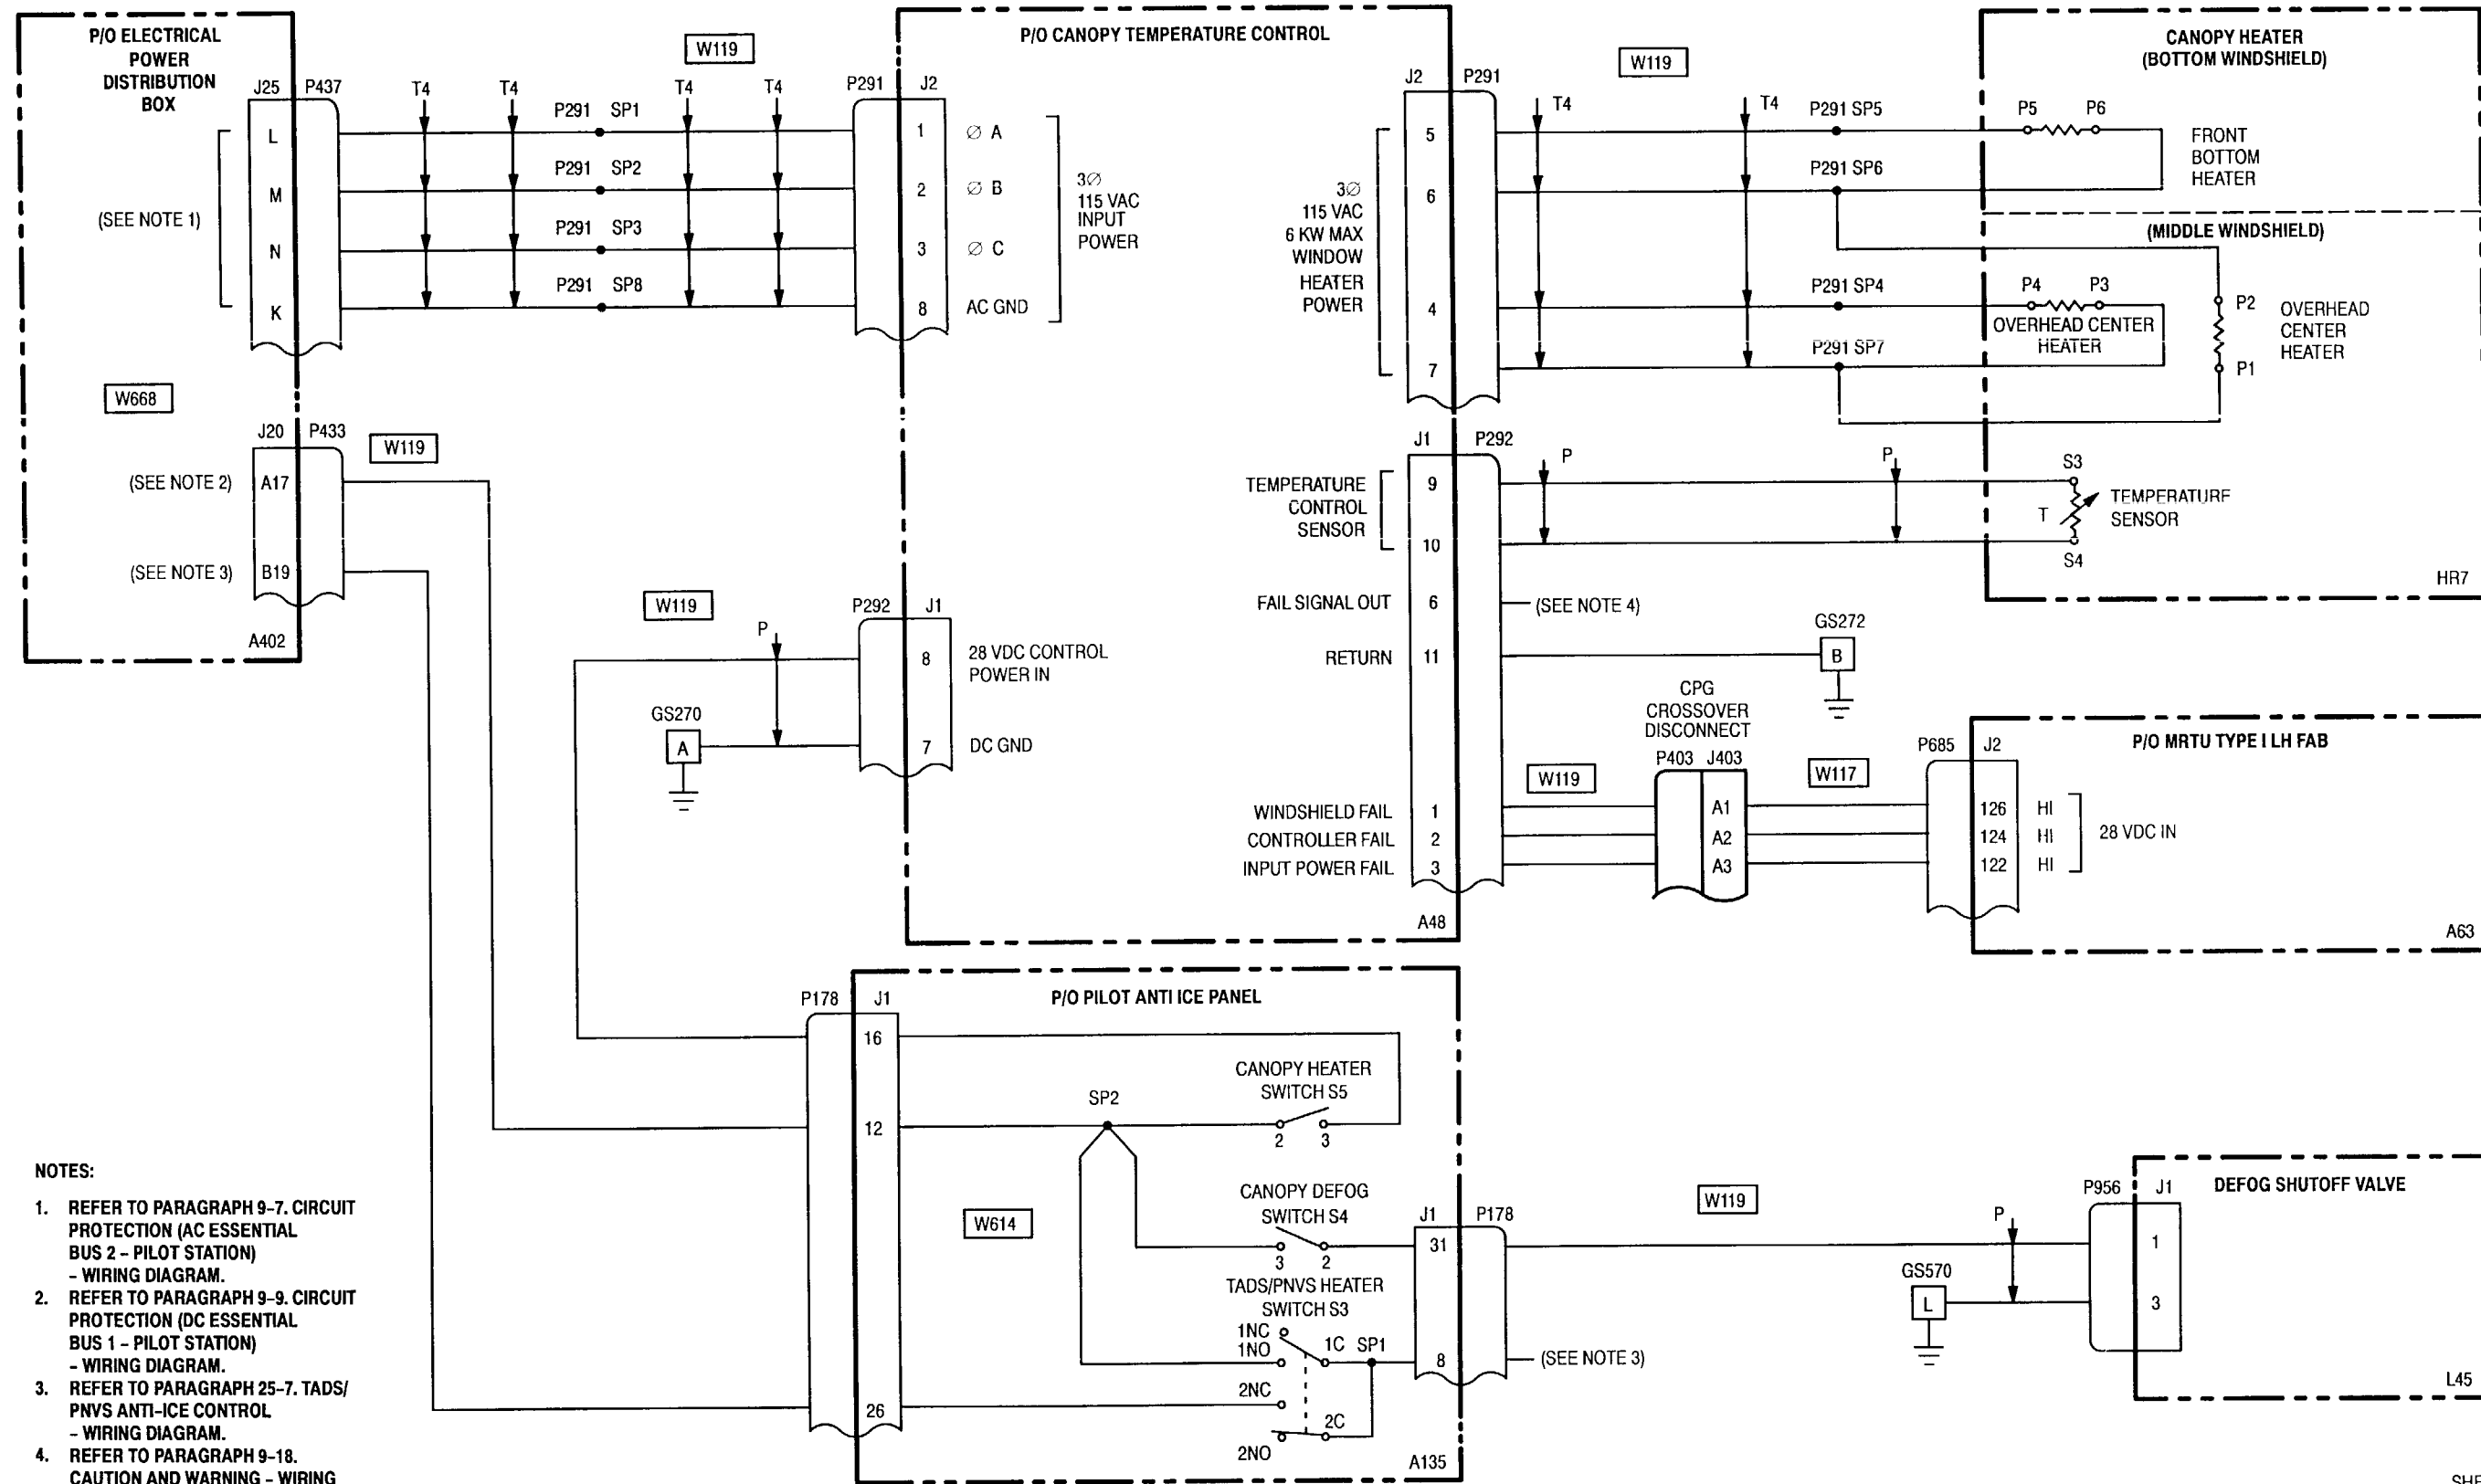 P/O ELECTRICAL
POWER
DISTRIBUTION
BOX
J25 P437
L
M
N
K
(SEE NOTE 1)
W668
J20 P433
W119
(SEE NOTE 2) A17
(SEE NOTE 3) B19
A402
W119
T4 T4 T4 T4
P291 SP1
P291 SP2
P291 SP3
P291 SP8
P/O CANOPY TEMPERATURE CONTROL
P291 J2
1 ∅ A
2 ∅ B
3 ∅ C
8 AC GND
3∅
115 VAC
INPUT
POWER
W119
P292 J1
P
8 28 VDC CONTROL
POWER IN
GS270
A
7 DC GND
J2 P291
5
6
4
7
3∅
115 VAC
6 KW MAX
WINDOW
HEATER
POWER
J1 P292
TEMPERATURE
CONTROL
SENSOR
9
10
FAIL SIGNAL OUT 6 (SEE NOTE 4)
RETURN 11
WINDSHIELD FAIL 1
CONTROLLER FAIL 2
INPUT POWER FAIL 3
A48
W119
T4 T4
P291 SP5
P291 SP6
P291 SP4
P291 SP7
P P
CANOPY HEATER
(BOTTOM WINDSHIELD)
P5 P6
FRONT
BOTTOM
HEATER
(MIDDLE WINDSHIELD)
P4 P3
OVERHEAD CENTER
HEATER
P2
P1
OVERHEAD
CENTER
HEATER
S3
T
S4
TEMPERATURE
SENSOR
HR7
GS272
B
CPG
CROSSOVER
DISCONNECT
P403 J403
W119
A1
A2
A3
W117
P/O MRTU TYPE I LH FAB
P685 J2
126 HI
124 HI
122 HI
28 VDC IN
A63
P/O PILOT ANTI ICE PANEL
P178 J1
16
12
26
CANOPY HEATER
SWITCH S5
2 3
SP2
W614
CANOPY DEFOG
SWITCH S4
3 2
TADS/PNVS HEATER
SWITCH S3
1NC
1NO
1C SP1
2NC
2C
2NO
J1 P178
31
8 (SEE NOTE 3)
A135
W119
P
GS570
L
DEFOG SHUTOFF VALVE
P956 J1
1
3
L45
NOTES:
1. REFER TO PARAGRAPH 9-7. CIRCUIT
PROTECTION (AC ESSENTIAL
BUS 2 – PILOT STATION)
– WIRING DIAGRAM.
2. REFER TO PARAGRAPH 9-9. CIRCUIT
PROTECTION (DC ESSENTIAL
BUS 1 – PILOT STATION)
– WIRING DIAGRAM.
3. REFER TO PARAGRAPH 25-7. TADS/
PNVS ANTI-ICE CONTROL
– WIRING DIAGRAM.
4. REFER TO PARAGRAPH 9-18.
CAUTION AND WARNING – WIRING